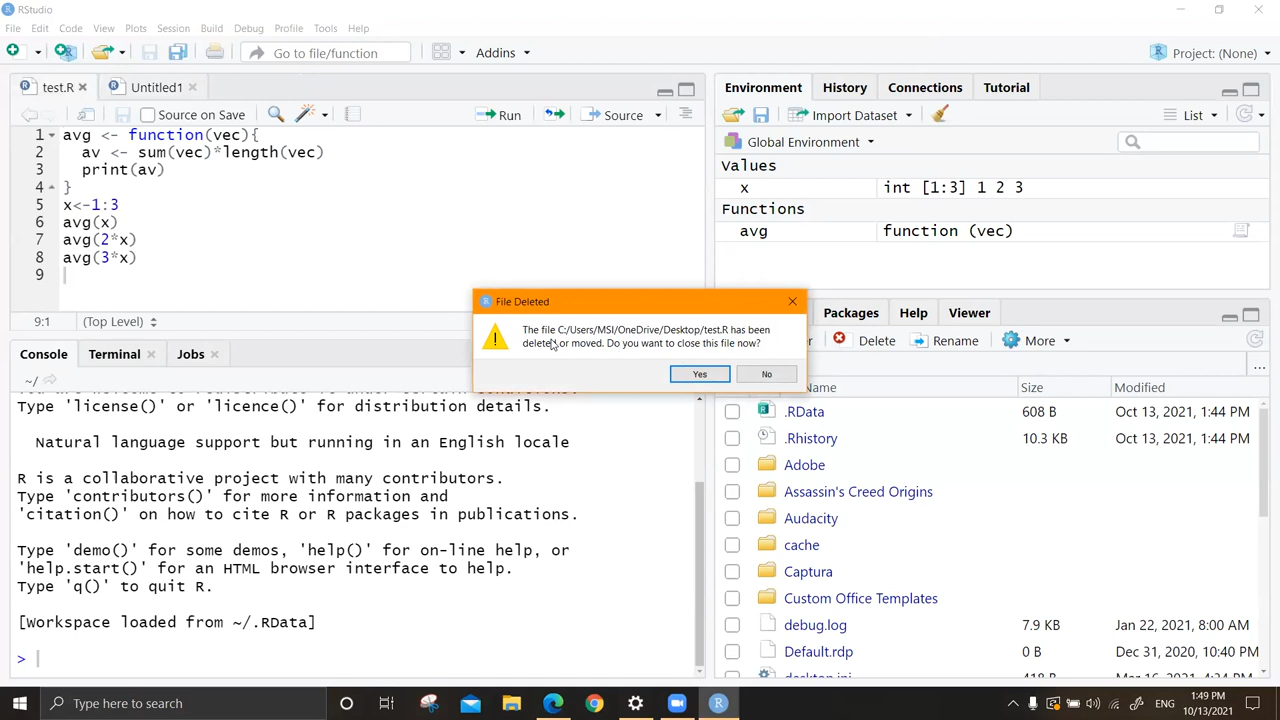 RStudio
File Edit Code View Plots Session Build Debug Profile Tools Help
Go to file/function Addins Project: (None)
test.R Untitled1
Source on Save Run Source
1 avg <- function(vec){
2 av <- sum(vec)*length(vec)
3 print(av)
4 }
5 x<-1:3
6 avg(x)
7 avg(2*x)
8 avg(3*x)
9
9:1 (Top Level)
Console Terminal Jobs
~/
Type 'license()' or 'licence()' for distribution details.
Natural language support but running in an English locale
R is a collaborative project with many contributors.
Type 'contributors()' for more information and
'citation()' on how to cite R or R packages in publications.
Type 'demo()' for some demos, 'help()' for on-line help, or
'help.start()' for an HTML browser interface to help.
Type 'q()' to quit R.
[Workspace loaded from ~/.RData]
>
Environment History Connections Tutorial
Import Dataset List
Global Environment
Values
x int [1:3] 1 2 3
Functions
avg function (vec)
File Deleted
The file C:/Users/MSI/OneDrive/Desktop/test.R has been
deleted or moved. Do you want to close this file now?
Yes No
Packages Help Viewer
Delete Rename More
...
Name Size Modified
.RData 608 B Oct 13, 2021, 1:44 PM
.Rhistory 10.3 KB Oct 13, 2021, 1:44 PM
Adobe
Assassin's Creed Origins
Audacity
cache
Captura
Custom Office Templates
debug.log 7.9 KB Jan 22, 2021, 8:00 AM
Default.rdp 0 B Dec 31, 2020, 10:40 PM
Type here to search
ENG
1:49 PM
10/13/2021